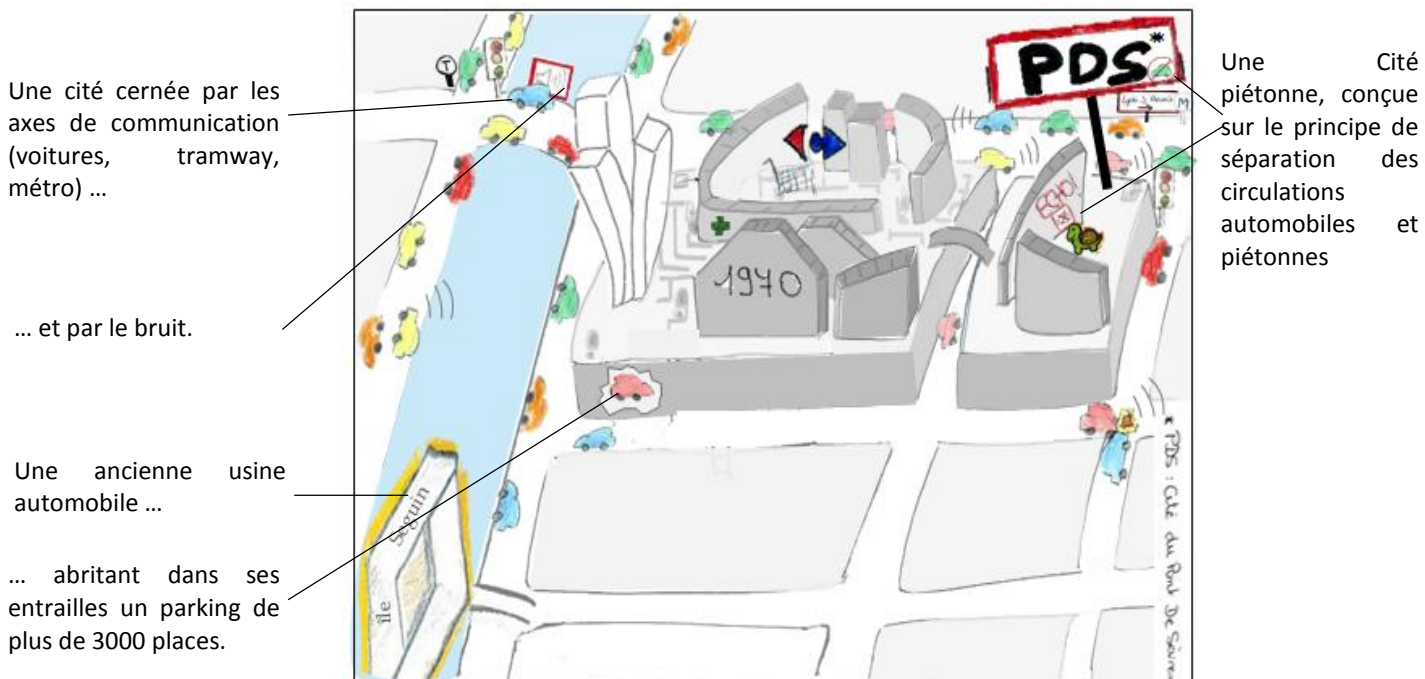 Une cité cernée par les
axes de communication
(voitures, tramway,
métro) …
… et par le bruit.
Une ancienne usine
automobile …
… abritant dans ses
entrailles un parking de
plus de 3000 places.
T
PDS*
ECHO!
1970
Seguin
île
* PDS : Cité du Pont De Sèvres
Une Cité
piétonne, conçue
sur le principe de
séparation des
circulations
automobiles et
piétonnes